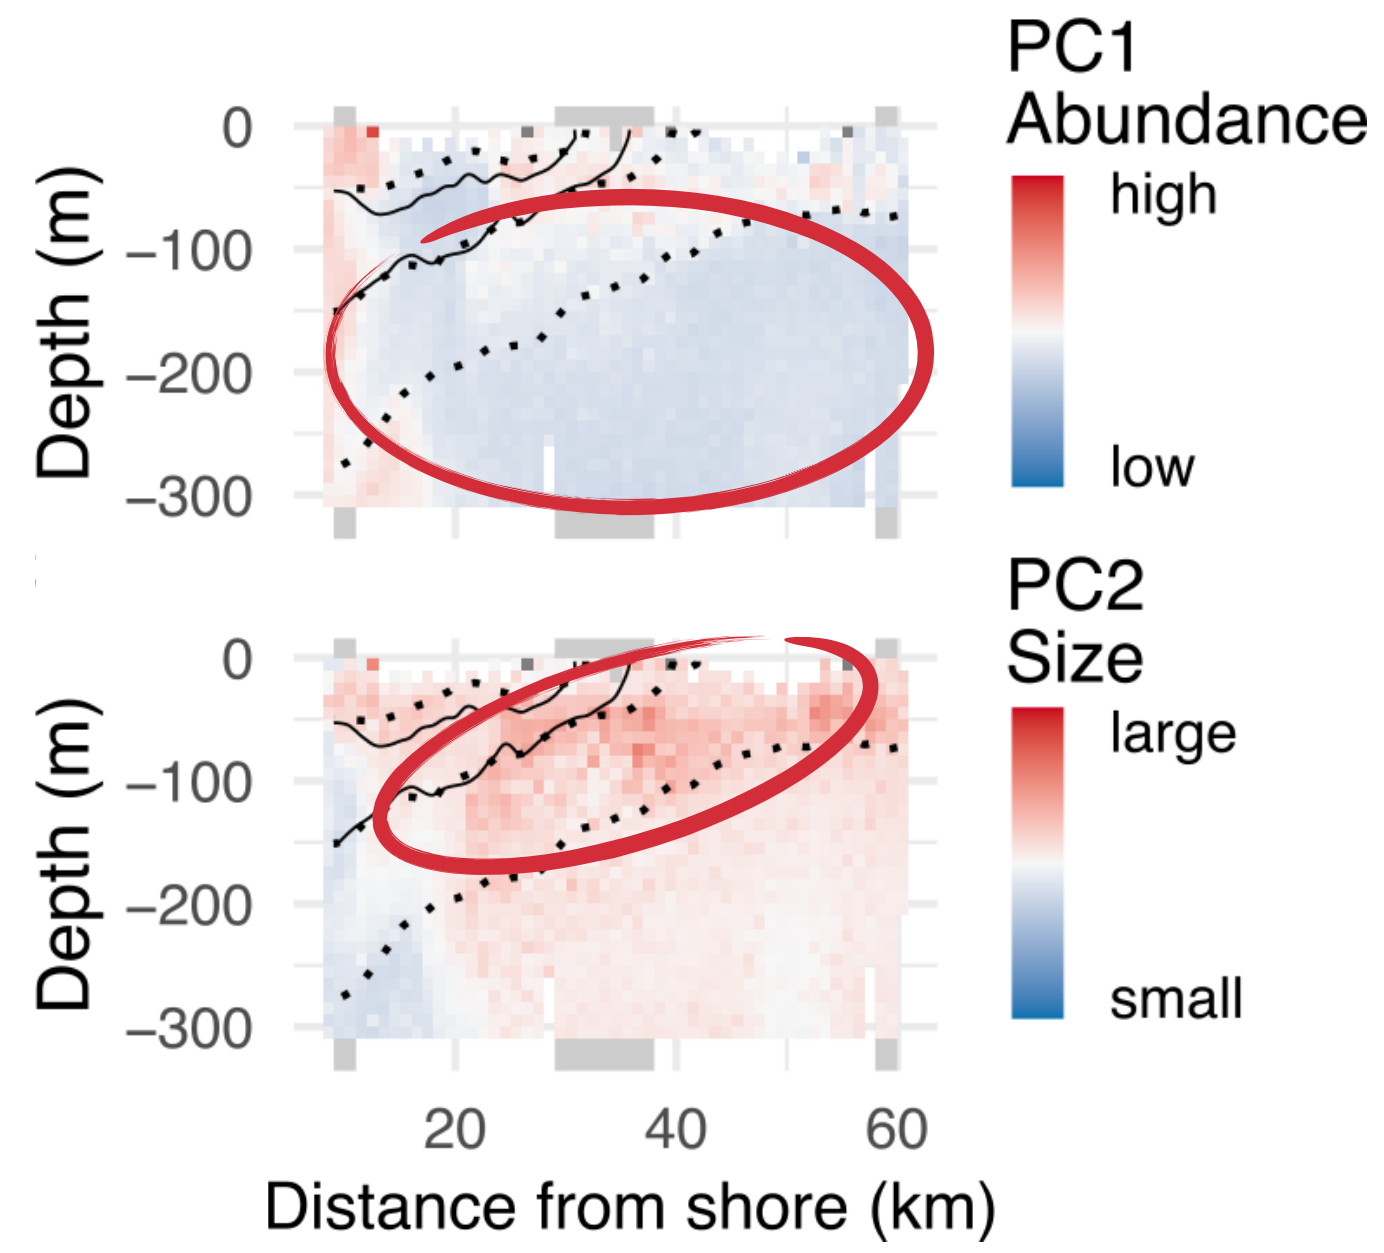 PC1
Abundance
high
low
0
−100
−200
−300
Depth (m)
PC2
Size
large
small
0
−100
−200
−300
Depth (m)
20 40 60
Distance from shore (km)